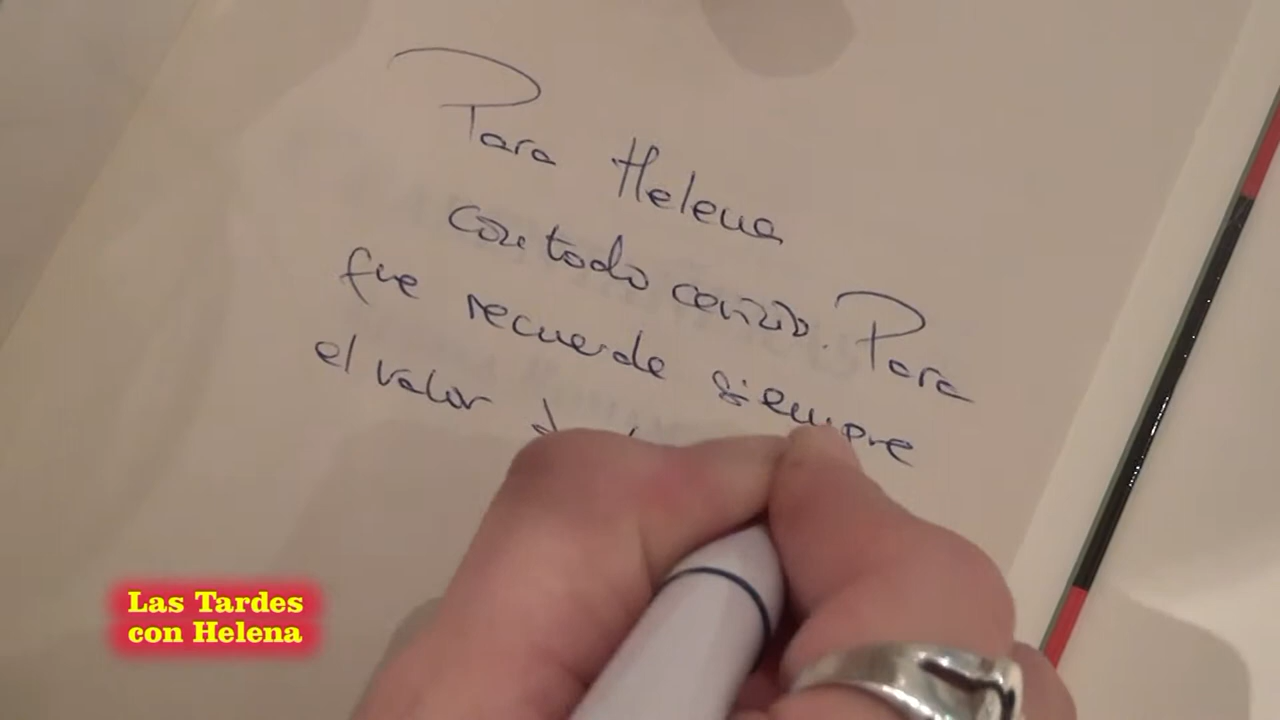 Para Helena
con todo cariño. Para
que recuerde siempre
el valor
Las Tardes
con Helena